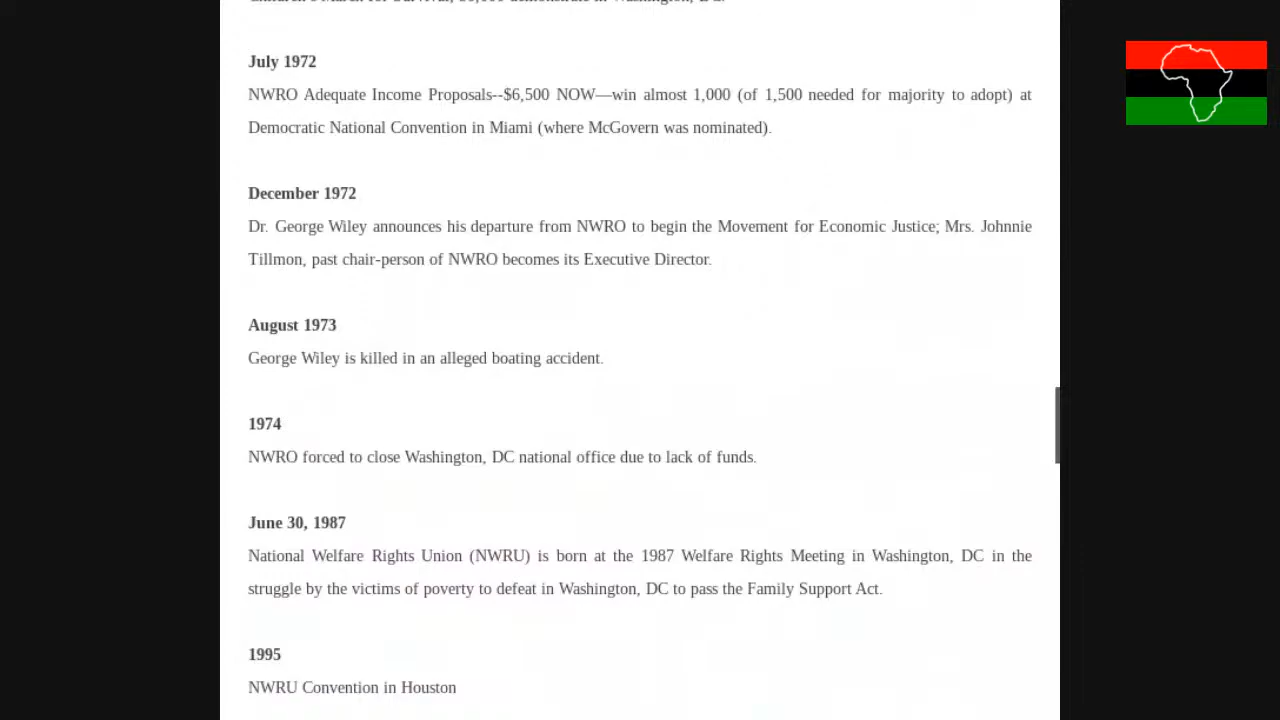 July 1972
NWRO Adequate Income Proposals--$6,500 NOW—win almost 1,000 (of 1,500 needed for majority to adopt) at
Democratic National Convention in Miami (where McGovern was nominated).
December 1972
Dr. George Wiley announces his departure from NWRO to begin the Movement for Economic Justice; Mrs. Johnnie
Tillmon, past chair-person of NWRO becomes its Executive Director.
August 1973
George Wiley is killed in an alleged boating accident.
1974
NWRO forced to close Washington, DC national office due to lack of funds.
June 30, 1987
National Welfare Rights Union (NWRU) is born at the 1987 Welfare Rights Meeting in Washington, DC in the
struggle by the victims of poverty to defeat in Washington, DC to pass the Family Support Act.
1995
NWRU Convention in Houston